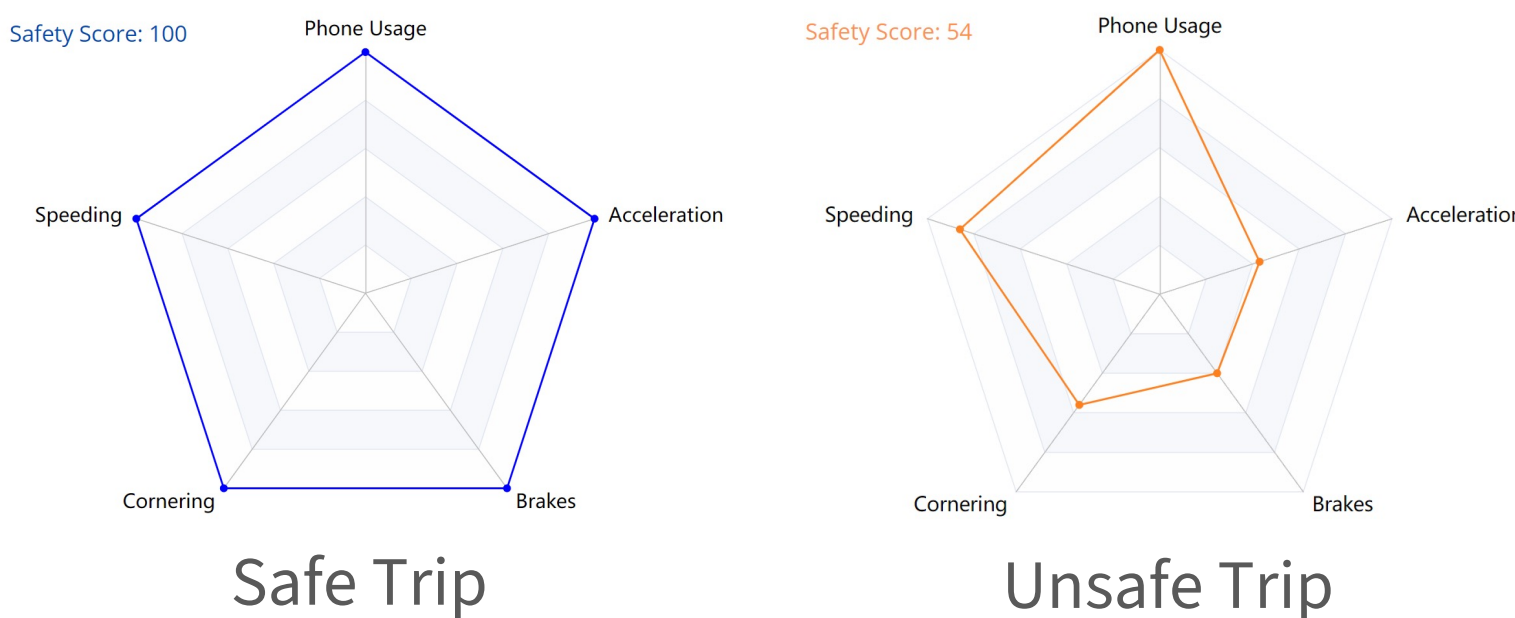 Safety Score: 100
Phone Usage
Speeding
Acceleration
Cornering
Brakes
Safe Trip
Safety Score: 54
Phone Usage
Speeding
Acceleration
Cornering
Brakes
Unsafe Trip